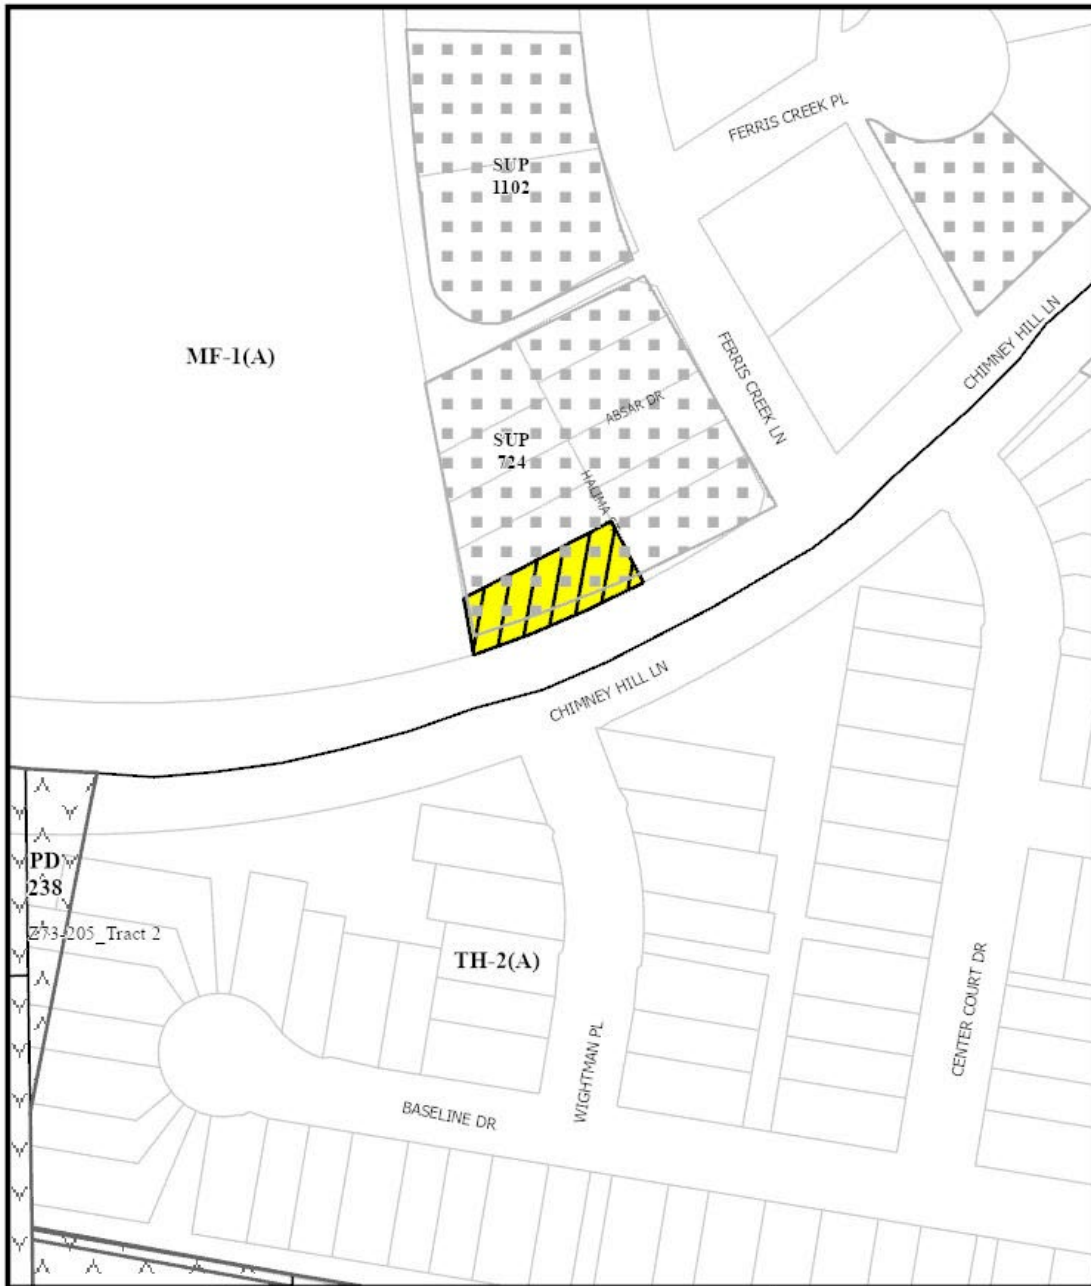 FERRIS CREEK PL
SUP
1102
CHIMNEY HILL LN
MF-1(A)
FERRIS CREEK LN
ABSAR DR
SUP
724
HALIMA
CHIMNEY HILL LN
PD
238
Z73-205_Tract 2
TH-2(A)
CENTER COURT DR
WIGHTMAN PL
BASELINE DR